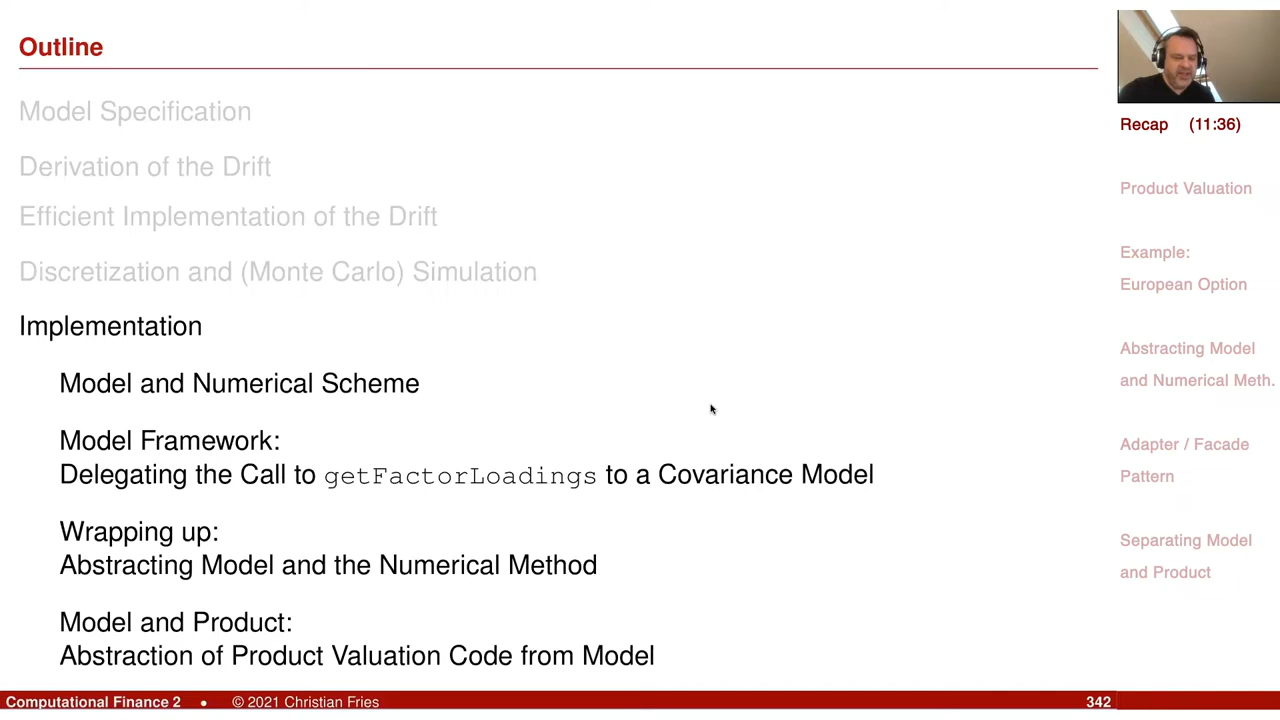 Outline
Model Specification
Derivation of the Drift
Efficient Implementation of the Drift
Discretization and (Monte Carlo) Simulation
Implementation
Model and Numerical Scheme
Model Framework:
Delegating the Call to getFactorLoadings to a Covariance Model
Wrapping up:
Abstracting Model and the Numerical Method
Model and Product:
Abstraction of Product Valuation Code from Model
Recap (11:36)
Product Valuation
Example:
European Option
Abstracting Model
and Numerical Meth.
Adapter / Facade
Pattern
Separating Model
and Product
Computational Finance 2 • © 2021 Christian Fries 342